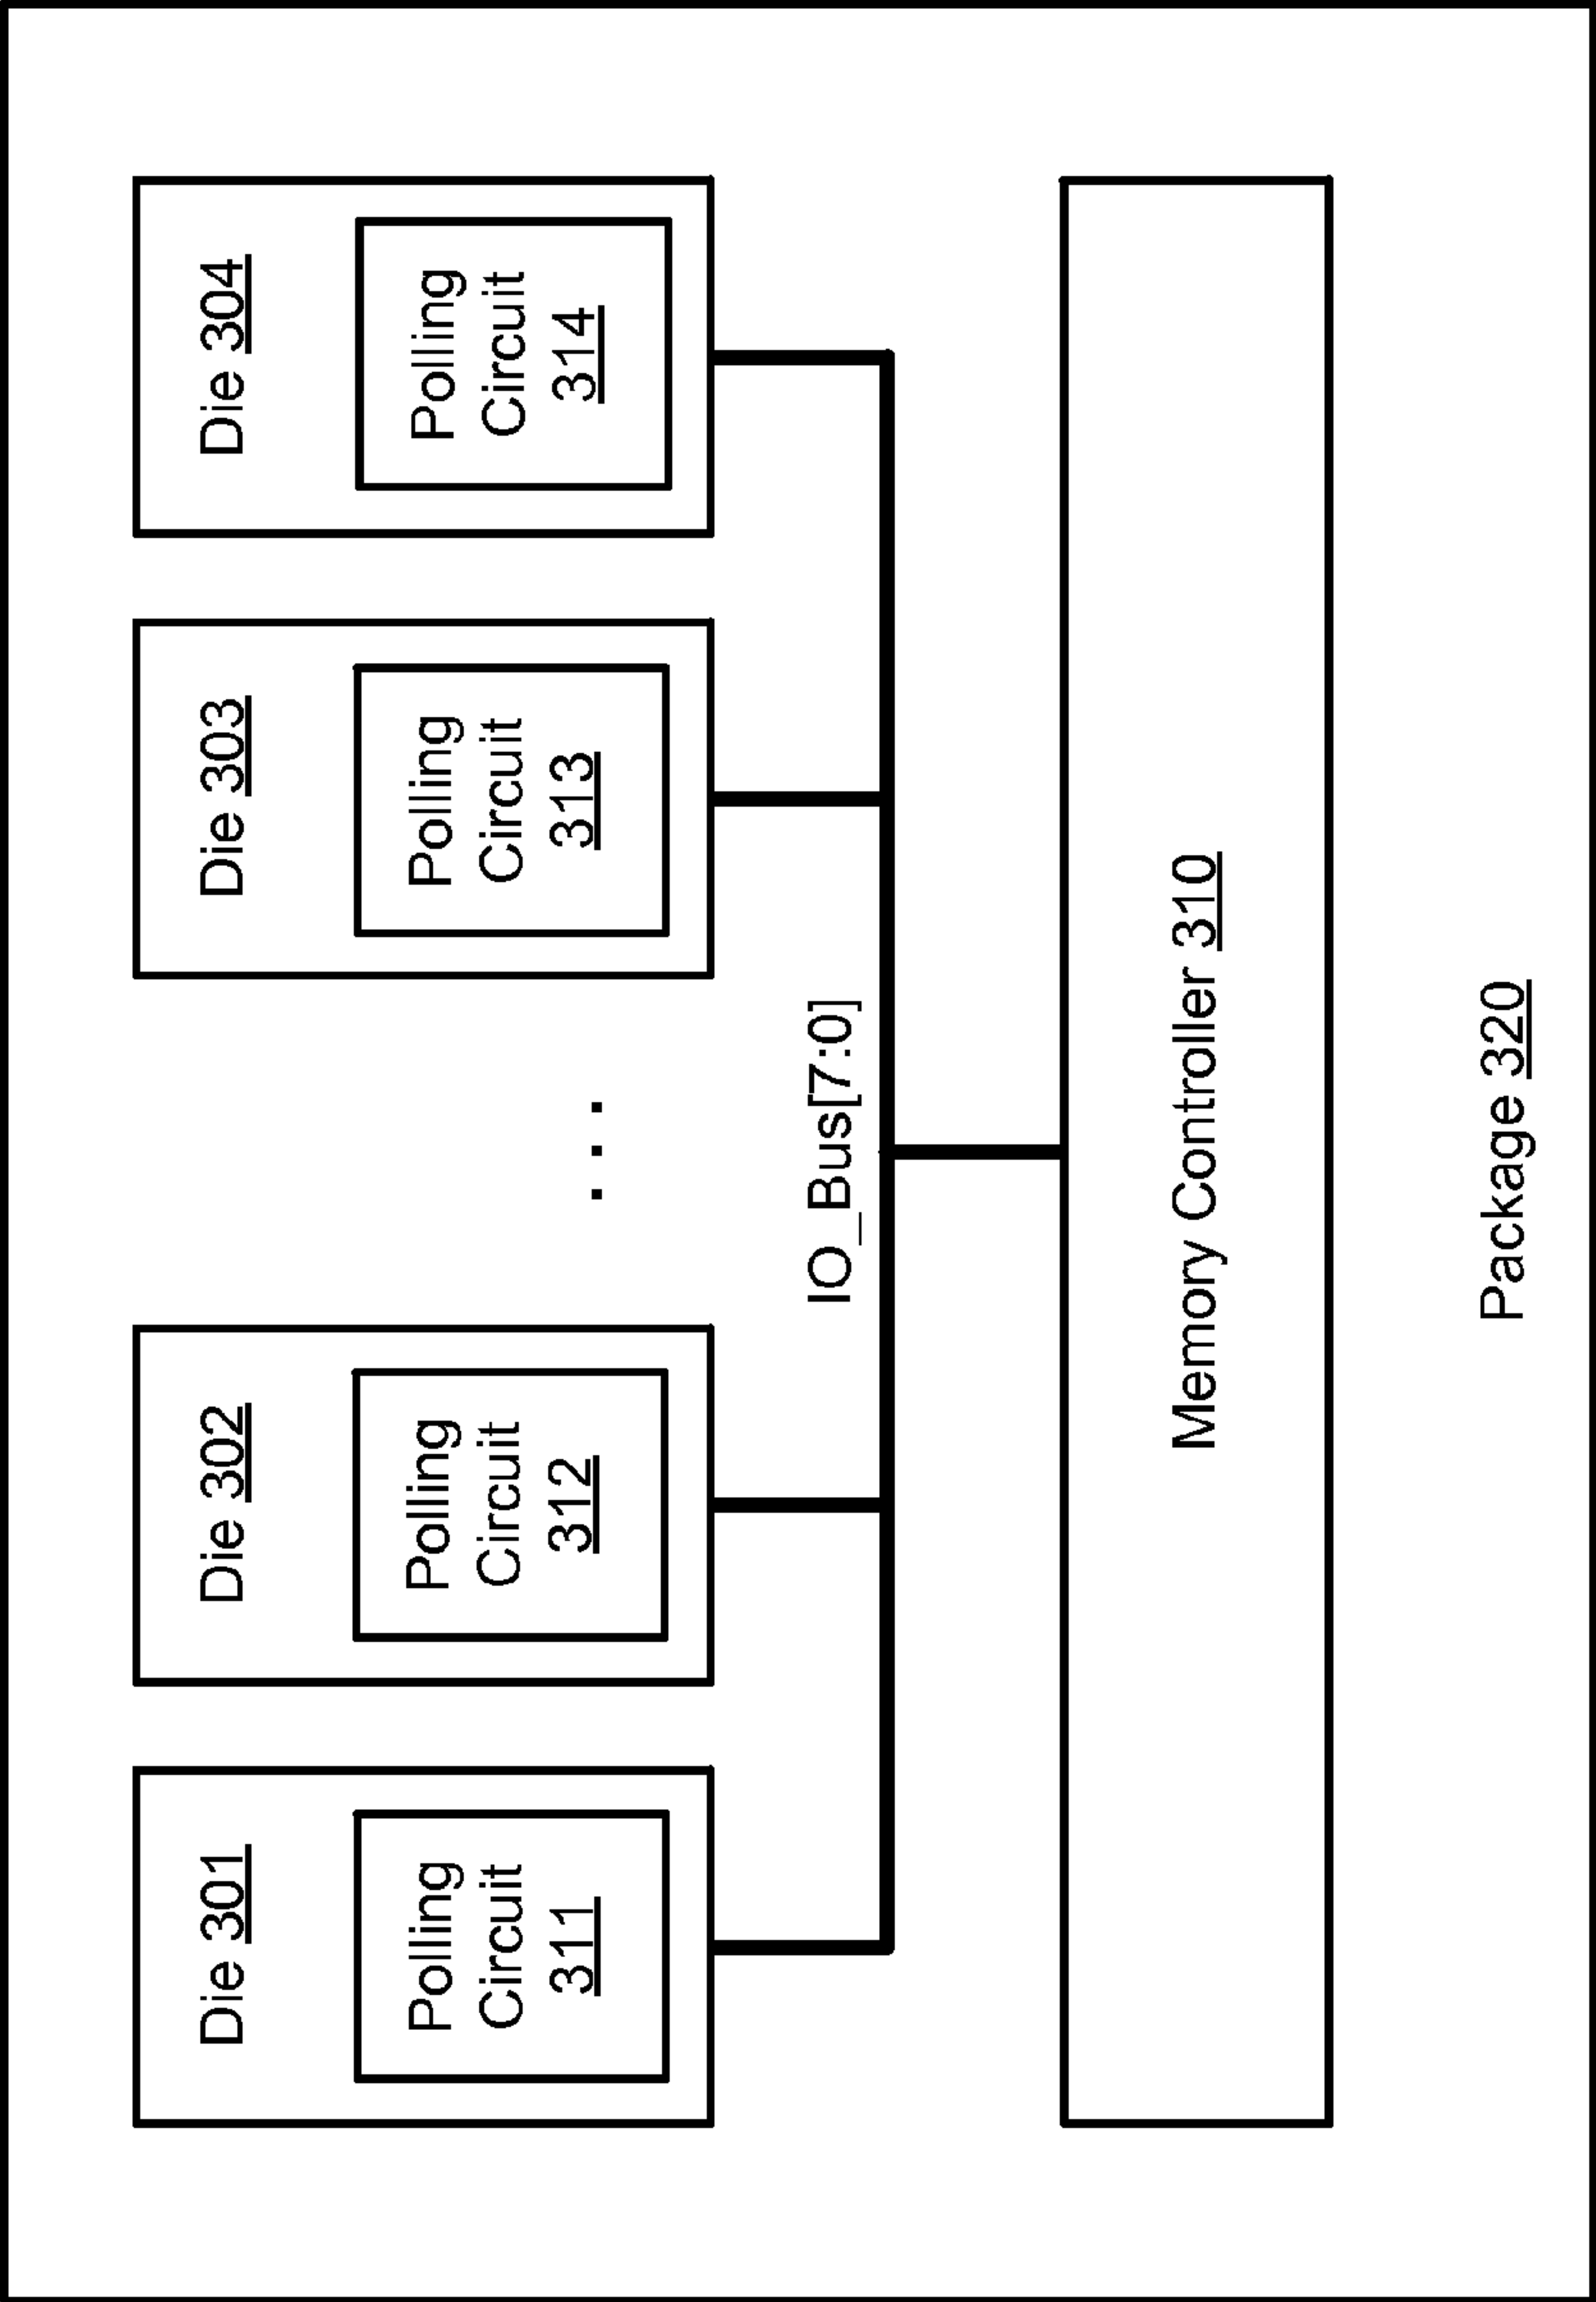 Die 301
Polling
Circuit
311
Die 302
Polling
Circuit
312
. . .
Die 303
Polling
Circuit
313
Die 304
Polling
Circuit
314
IO_Bus[7:0]
Memory Controller 310
Package 320